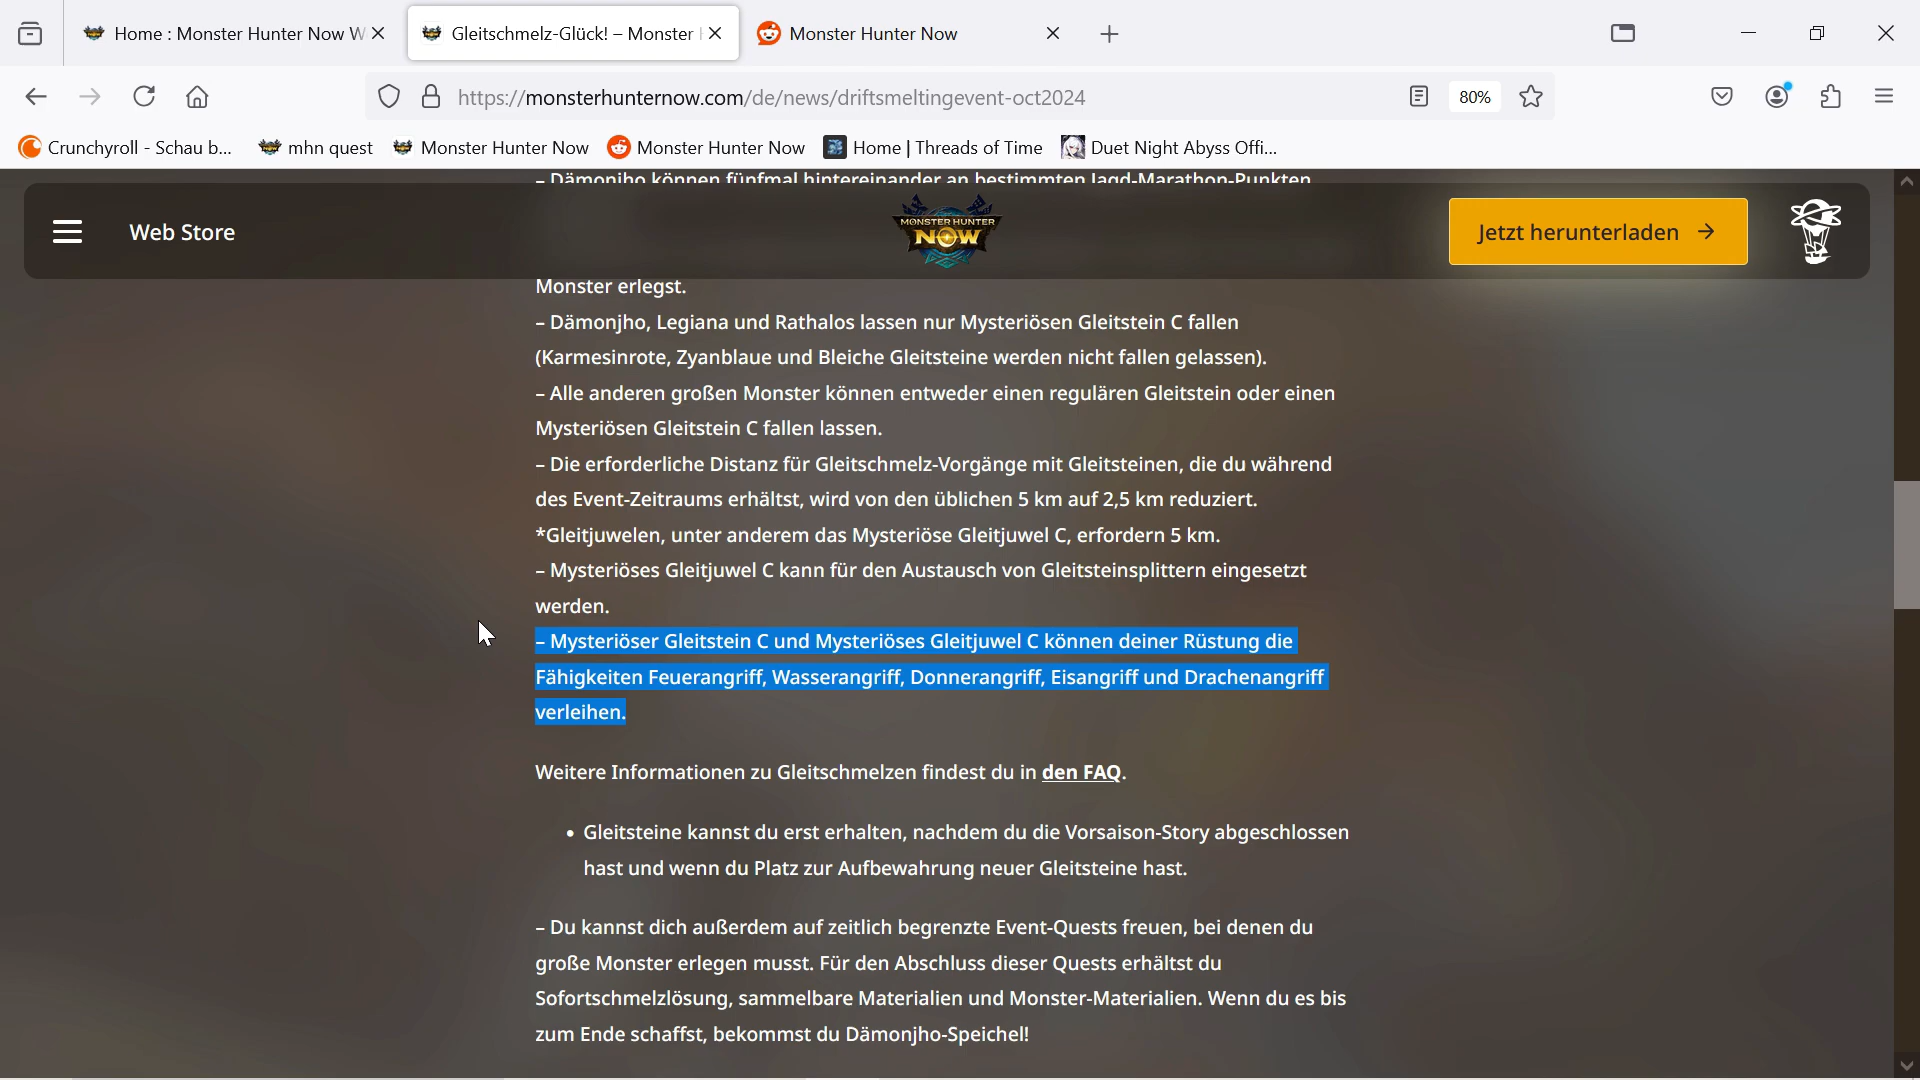 Home : Monster Hunter Now W
Gleitschmelz-Glück! – Monster H
Monster Hunter Now
https://monsterhunternow.com/de/news/driftsmeltingevent-oct2024
80%
Crunchyroll - Schau b...
mhn quest
Monster Hunter Now
Monster Hunter Now
Home | Threads of Time
Duet Night Abyss Offi...
– Dämonjho können fünfmal hintereinander an bestimmten Jagd-Marathon-Punkten
Web Store
MONSTER HUNTER
NOW
Jetzt herunterladen
Monster erlegst.
– Dämonjho, Legiana und Rathalos lassen nur Mysteriösen Gleitstein C fallen
(Karmesinrote, Zyanblaue und Bleiche Gleitsteine werden nicht fallen gelassen).
– Alle anderen großen Monster können entweder einen regulären Gleitstein oder einen
Mysteriösen Gleitstein C fallen lassen.
– Die erforderliche Distanz für Gleitschmelz-Vorgänge mit Gleitsteinen, die du während
des Event-Zeitraums erhältst, wird von den üblichen 5 km auf 2,5 km reduziert.
*Gleitjuwelen, unter anderem das Mysteriöse Gleitjuwel C, erfordern 5 km.
– Mysteriöses Gleitjuwel C kann für den Austausch von Gleitsteinsplittern eingesetzt
werden.
– Mysteriöser Gleitstein C und Mysteriöses Gleitjuwel C können deiner Rüstung die
Fähigkeiten Feuerangriff, Wasserangriff, Donnerangriff, Eisangriff und Drachenangriff
verleihen.
Weitere Informationen zu Gleitschmelzen findest du in den FAQ.
• Gleitsteine kannst du erst erhalten, nachdem du die Vorsaison-Story abgeschlossen
hast und wenn du Platz zur Aufbewahrung neuer Gleitsteine hast.
– Du kannst dich außerdem auf zeitlich begrenzte Event-Quests freuen, bei denen du
große Monster erlegen musst. Für den Abschluss dieser Quests erhältst du
Sofortschmelzlösung, sammelbare Materialien und Monster-Materialien. Wenn du es bis
zum Ende schaffst, bekommst du Dämonjho-Speichel!